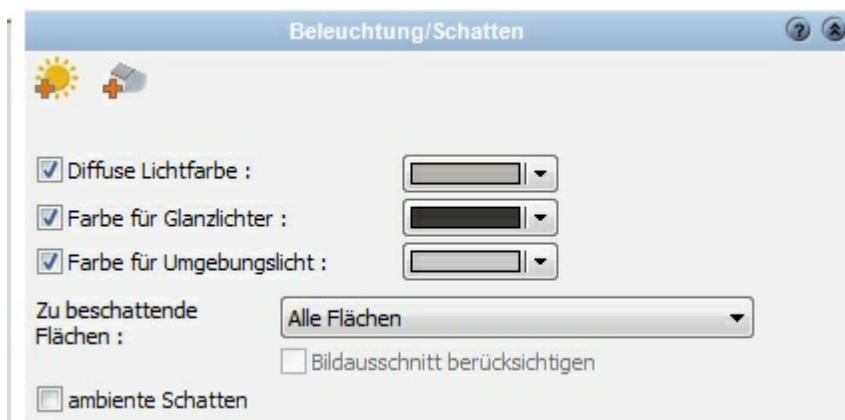 Beleuchtung/Schatten
Diffuse Lichtfarbe :
Farbe für Glanzlichter :
Farbe für Umgebungslicht :
Zu beschattende
Flächen :
Alle Flächen
Bildausschnitt berücksichtigen
ambiente Schatten